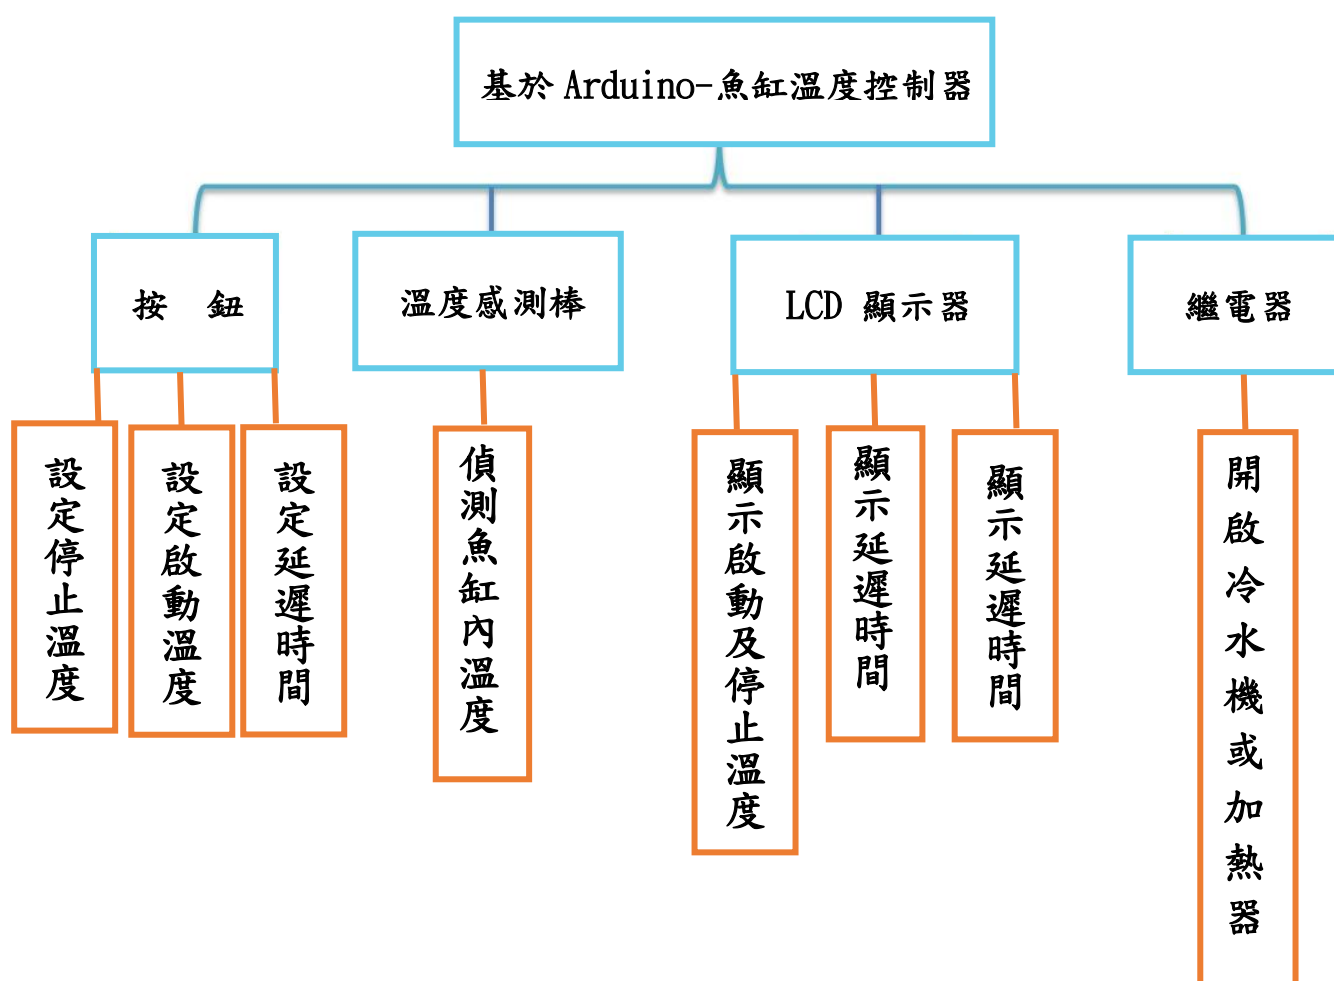 基於 Arduino-魚缸溫度控制器
按 鈕
溫度感測棒
LCD 顯示器
繼電器
設定停止溫度
設定啟動溫度
設定延遲時間
偵測魚缸內溫度
顯示啟動及停止溫度
顯示延遲時間
顯示延遲時間
開啟冷水機或加熱器